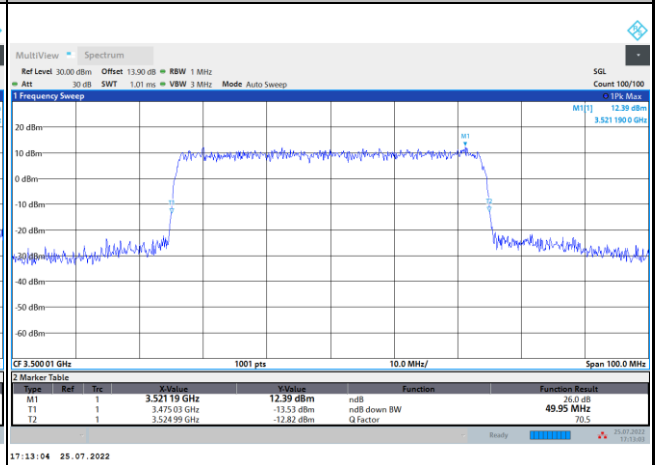 MultiView Spectrum
Ref Level 30.00 dBm Offset 13.90 dB RBW 1 MHz SGL
Att 30 dB SWT 1.01 ms VBW 3 MHz Mode Auto Sweep Count 100/100
1 Frequency Sweep 1Pk Max
M1[1] 12.39 dBm
3.521 190 0 GHz
M1
20 dBm
10 dBm
0 dBm
-10 dBm
-20 dBm
-30 dBm
-40 dBm
-50 dBm
-60 dBm
CF 3.500 01 GHz 1001 pts 10.0 MHz/ Span 100.0 MHz
2 Marker Table
Type Ref Trc X-Value Y-Value Function Function Result
M1 1 3.521 19 GHz 12.39 dBm ndB 26.0 dB
T1 1 3.475 03 GHz -13.53 dBm ndB down BW 49.95 MHz
T2 1 3.524 99 GHz -12.82 dBm Q Factor 70.5
Ready 25.07.2022
17:13:03
17:13:04 25.07.2022